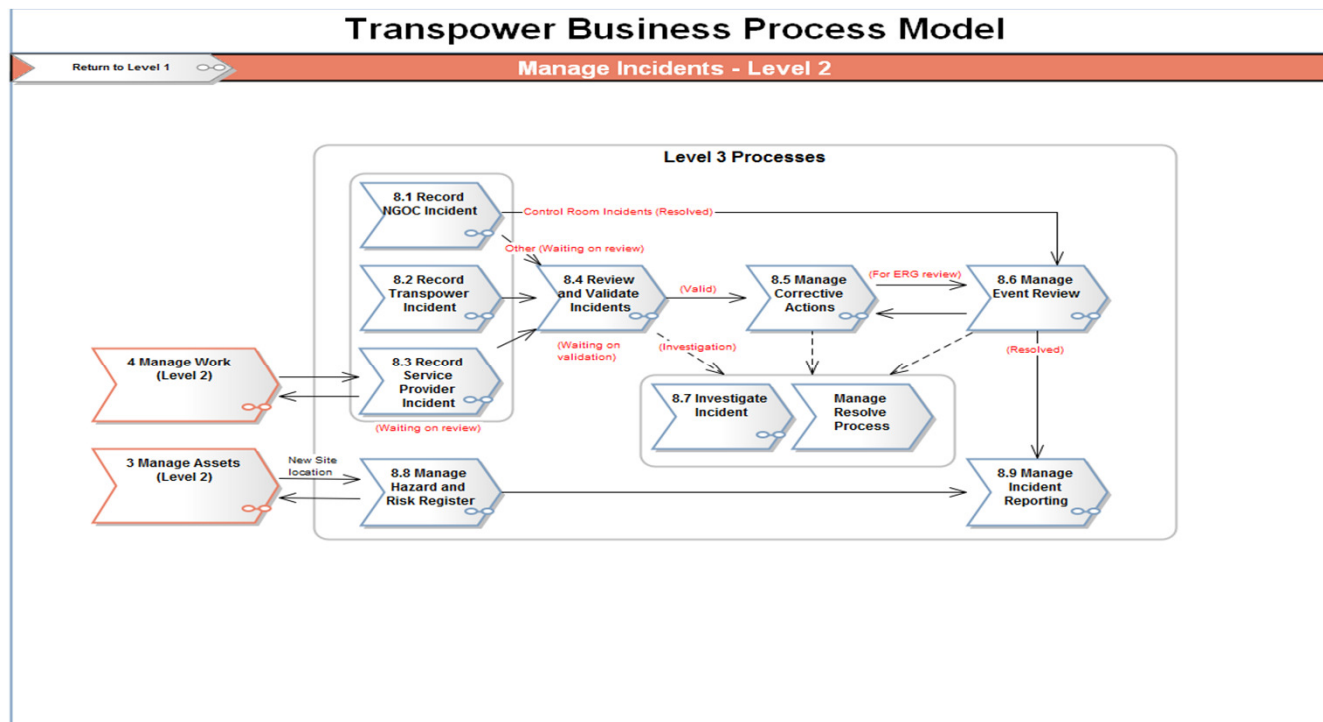 Transpower Business Process Model
Return to Level 1
Manage Incidents - Level 2
Level 3 Processes
8.1 Record
NGOC Incident
Control Room Incidents (Resolved)
Other (Waiting on review)
8.2 Record
Transpower
Incident
8.4 Review
and Validate
Incidents
(Valid)
8.5 Manage
Corrective
Actions
(For ERG review)
8.6 Manage
Event Review
(Waiting on
validation)
(Investigation)
(Resolved)
4 Manage Work
(Level 2)
8.3 Record
Service
Provider
Incident
(Waiting on review)
8.7 Investigate
Incident
Manage
Resolve
Process
3 Manage Assets
(Level 2)
New Site
location
8.8 Manage
Hazard and
Risk Register
8.9 Manage
Incident
Reporting